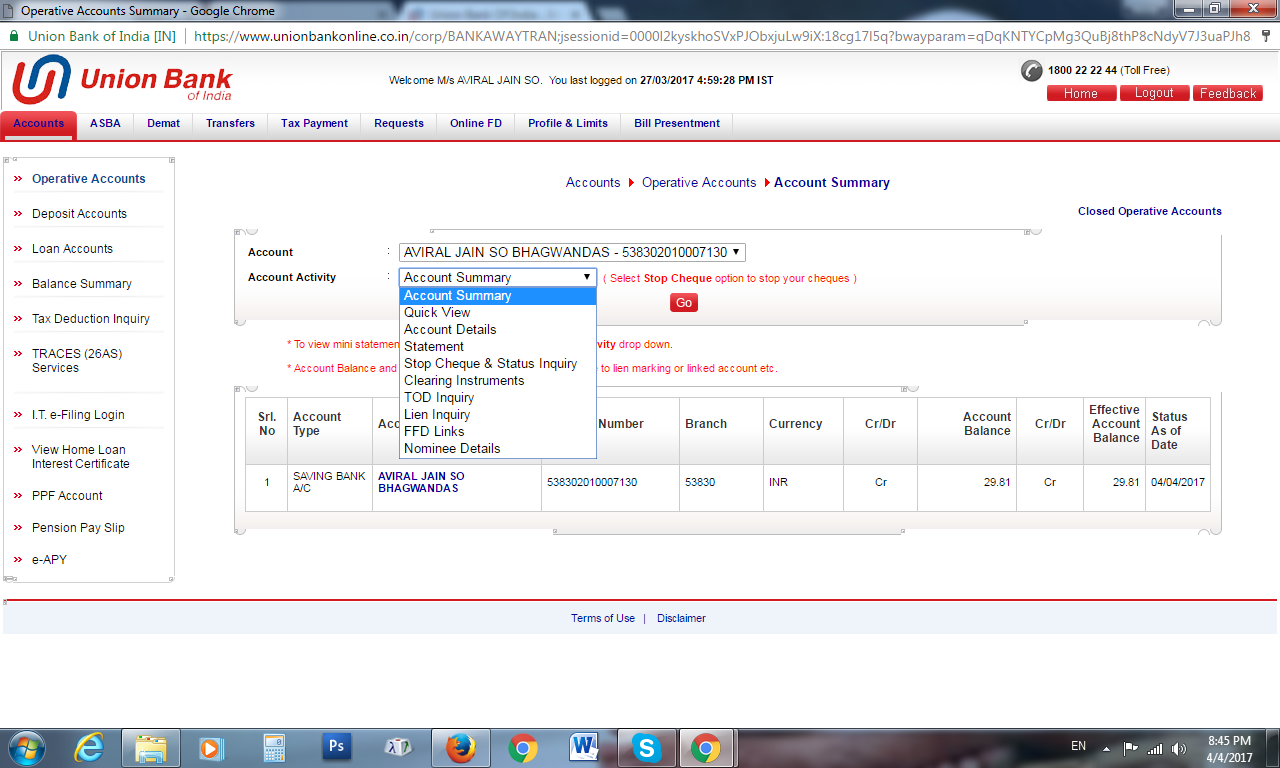 Operative Accounts Summary - Google Chrome
Union Bank of India [IN] | https://www.unionbankonline.co.in/corp/BANKAWAYTRAN;jsessionid=0000I2kyskhoSVxPJObxjuLw9iX:18cg17l5q?bwayparam=qDqKNTYCpMg3QuBj8thP8cNdyV7J3uaPJh8
Union Bank
of India
Welcome M/s AVIRAL JAIN SO. You last logged on 27/03/2017 4:59:28 PM IST
1800 22 22 44 (Toll Free)
Home Logout Feedback
Accounts ASBA Demat Transfers Tax Payment Requests Online FD Profile & Limits Bill Presentment
Operative Accounts
Deposit Accounts
Loan Accounts
Balance Summary
Tax Deduction Inquiry
TRACES (26AS)
Services
I.T. e-Filing Login
View Home Loan
Interest Certificate
PPF Account
Pension Pay Slip
e-APY
Accounts Operative Accounts Account Summary
Closed Operative Accounts
Account : AVIRAL JAIN SO BHAGWANDAS - 538302010007130
Account Activity : Account Summary ( Select Stop Cheque option to stop your cheques )
Go
Account Summary
Quick View
Account Details
Statement
Stop Cheque & Status Inquiry
Clearing Instruments
TOD Inquiry
Lien Inquiry
FFD Links
Nominee Details
* To view mini statemen vity drop down.
* Account Balance and to lien marking or linked account etc.
Srl. No Account Type Acc Number Branch Currency Cr/Dr Account Balance Cr/Dr Effective Account Balance Status As of Date
1 SAVING BANK A/C AVIRAL JAIN SO BHAGWANDAS 538302010007130 53830 INR Cr 29.81 Cr 29.81 04/04/2017
Terms of Use | Disclaimer
Ps
EN
8:45 PM
4/4/2017